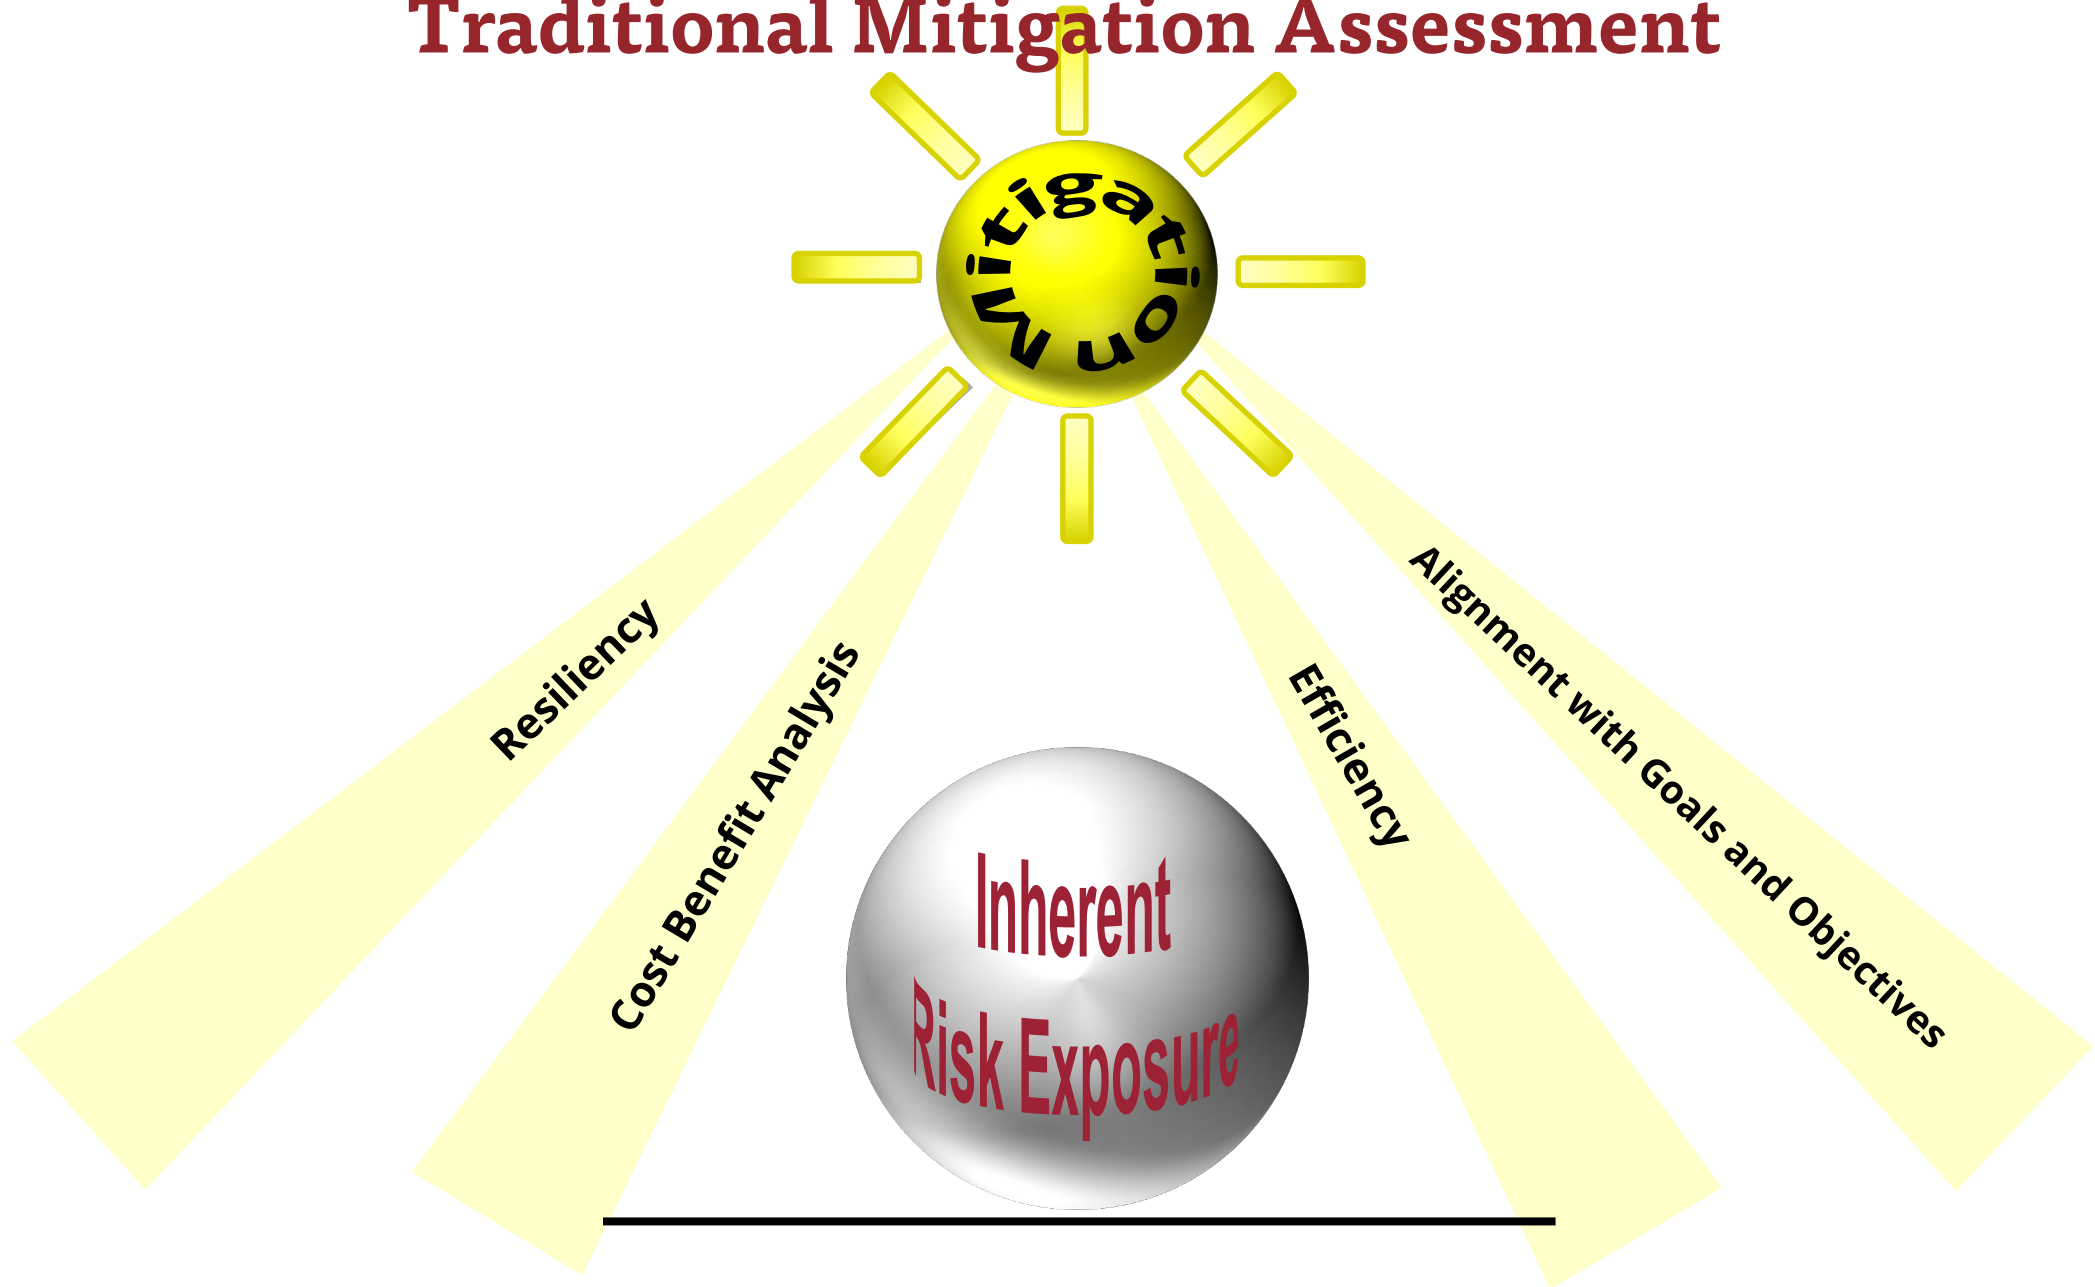 Traditional Mitigation Assessment
Mitigation
Resiliency
Cost Benefit Analysis
Efficiency
Alignment with Goals and Objectives
Inherent
Risk Exposure